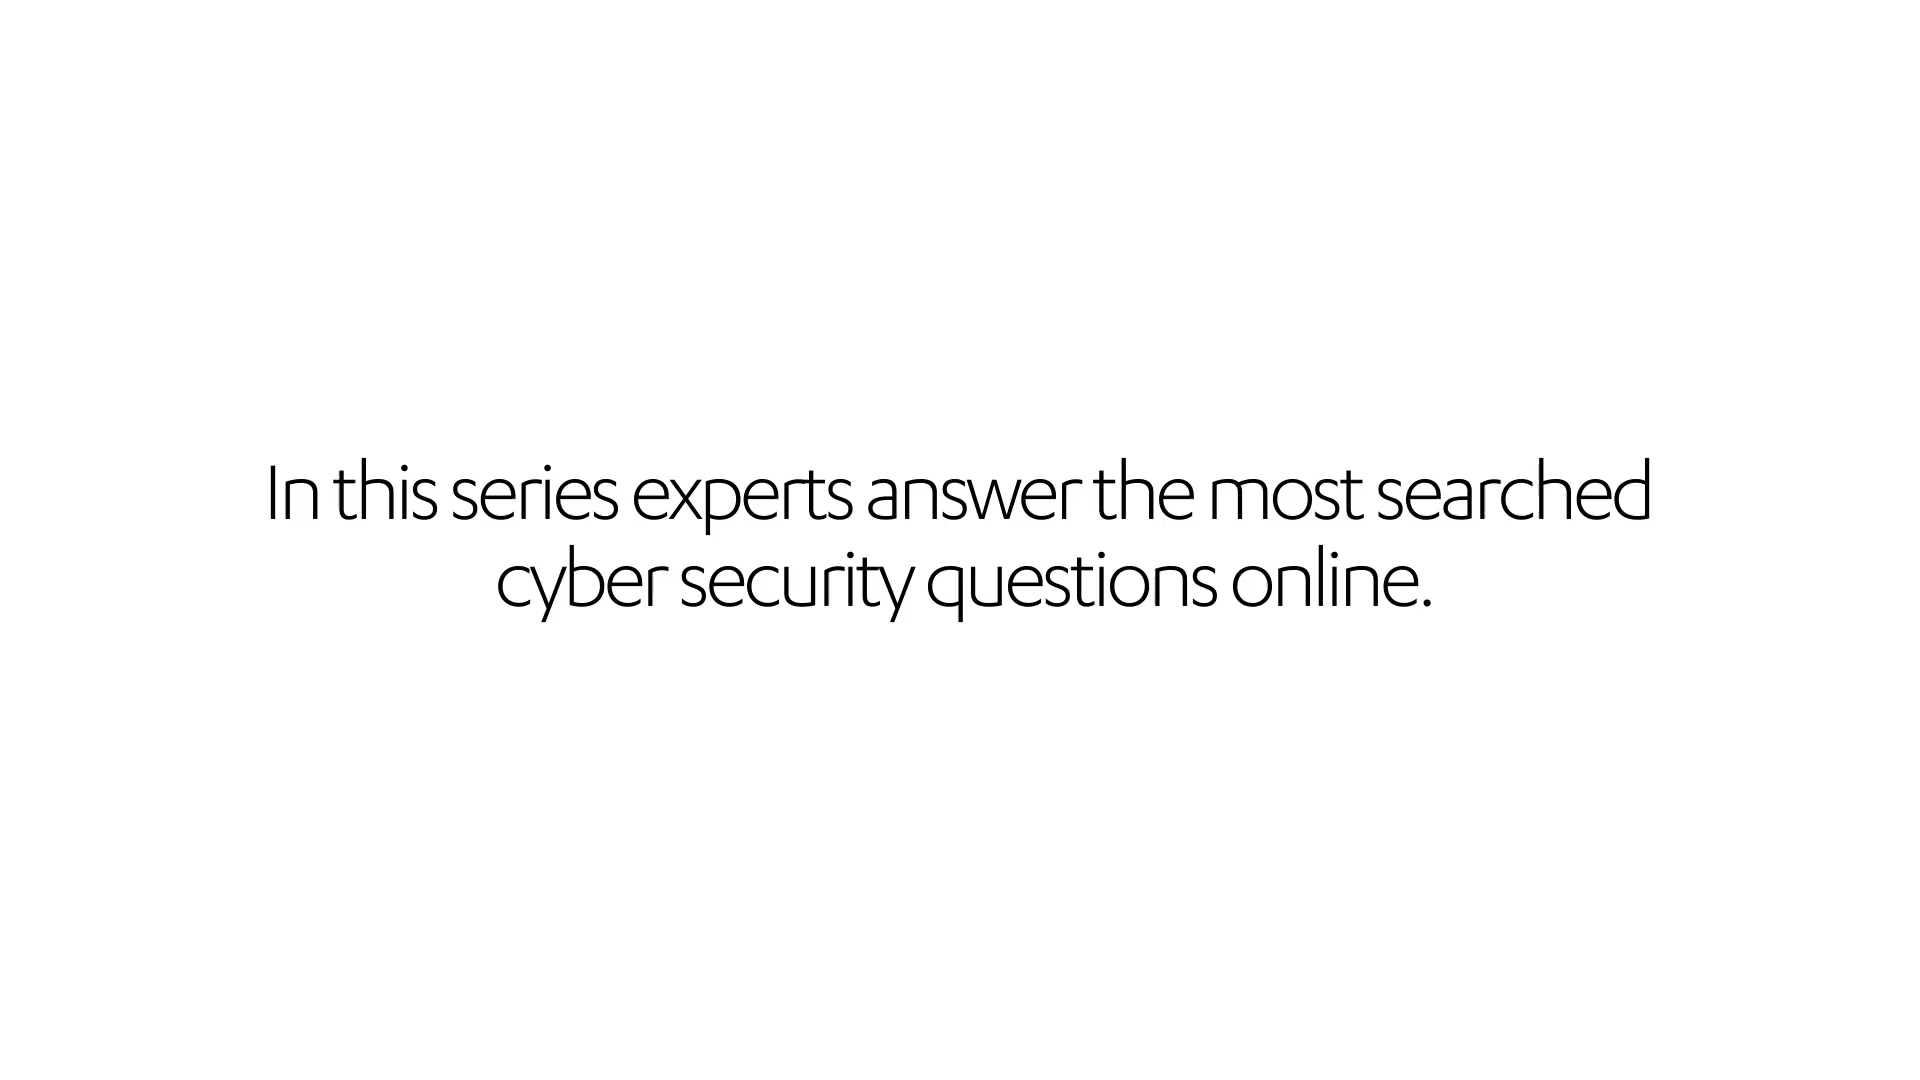 In this series experts answer the most searched
cyber security questions online.